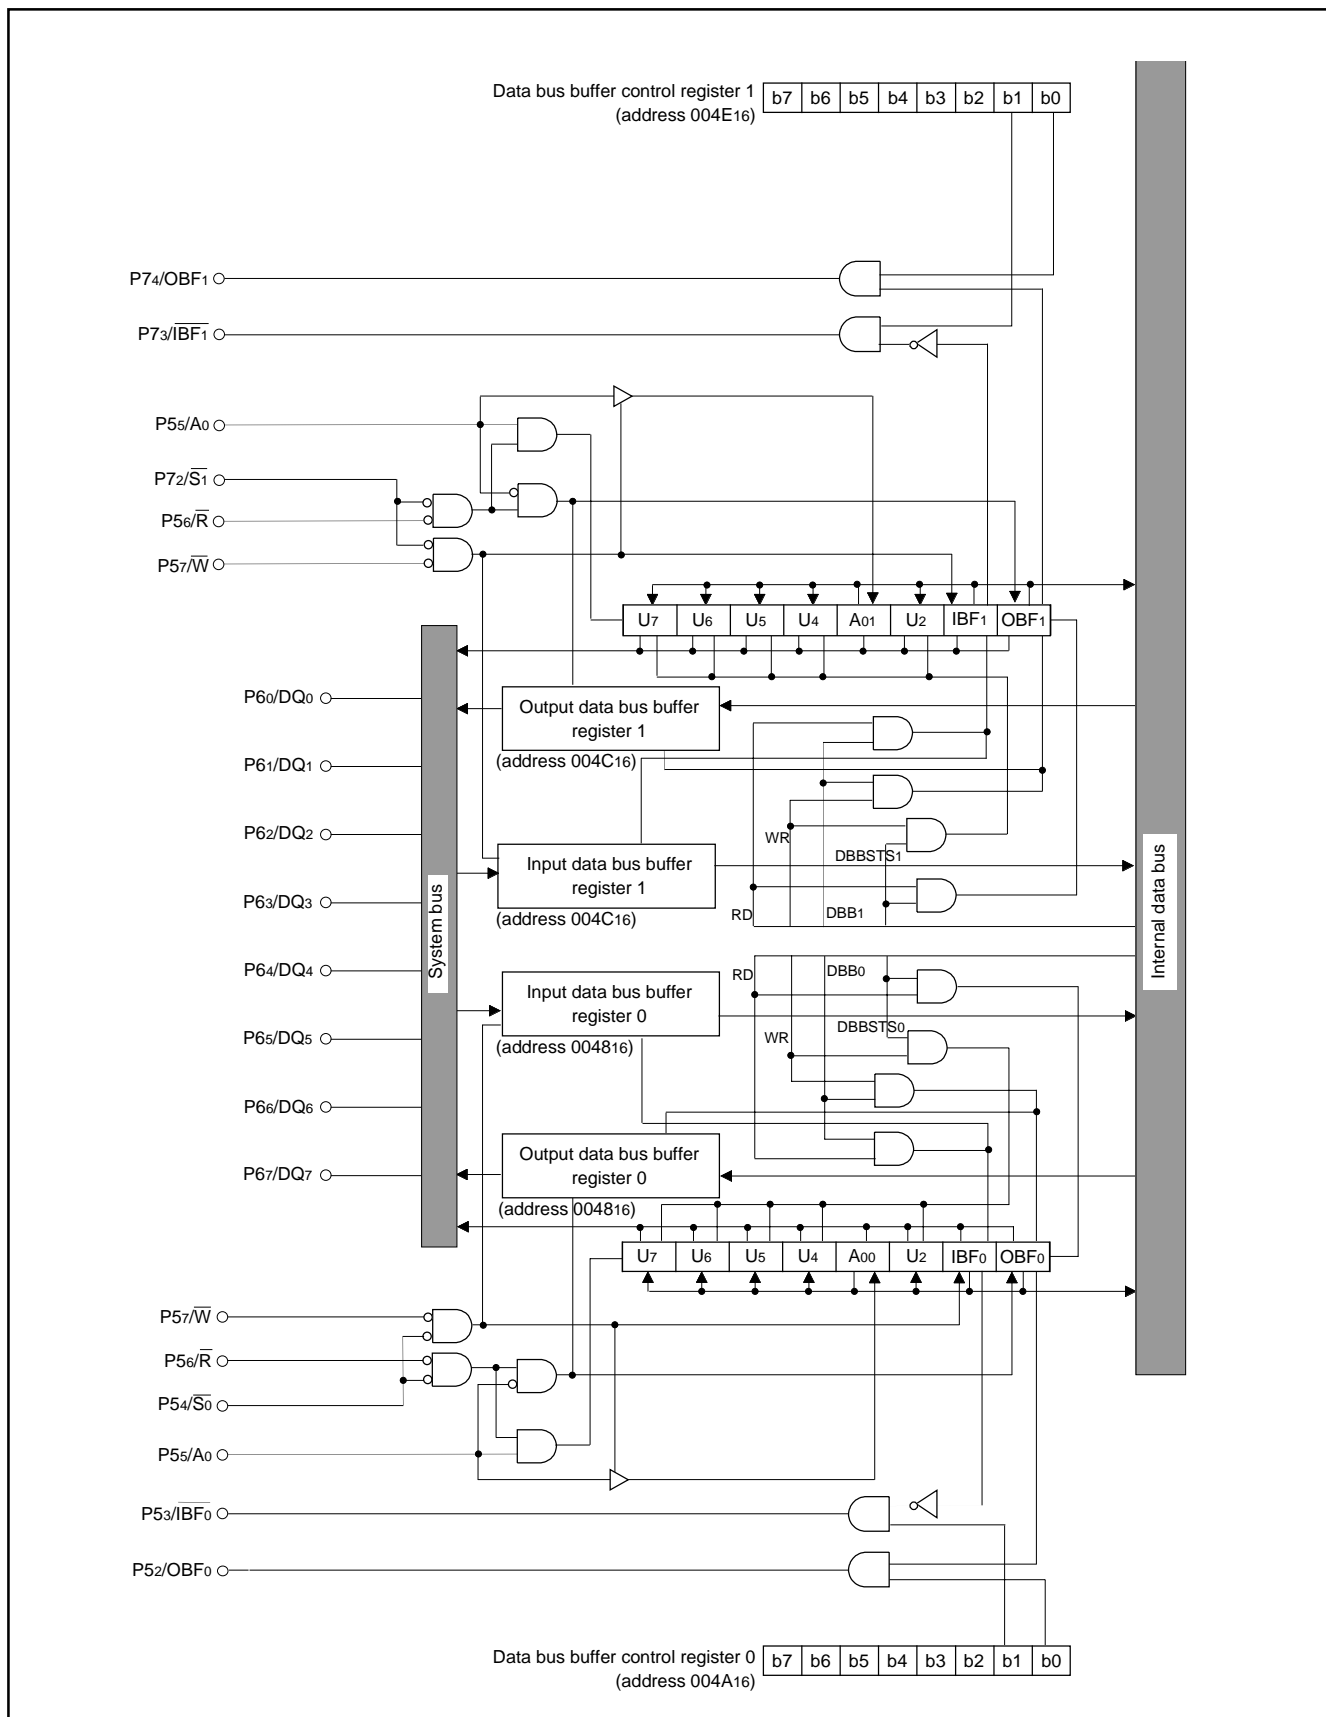 Data bus buffer control register 1
(address 004E16)
b7 b6 b5 b4 b3 b2 b1 b0
P74/OBF1
P73/IBF1
P55/A0
P72/S1
P56/R
P57/W
U7 U6 U5 U4 A01 U2 IBF1 OBF1
P60/DQ0
P61/DQ1
P62/DQ2
P63/DQ3
P64/DQ4
P65/DQ5
P66/DQ6
P67/DQ7
System bus
Output data bus buffer
register 1
(address 004C16)
Input data bus buffer
register 1
(address 004C16)
WR
DBBSTS1
RD
DBB1
Internal data bus
Input data bus buffer
register 0
(address 004816)
RD
DBB0
WR
DBBSTS0
Output data bus buffer
register 0
(address 004816)
U7 U6 U5 U4 A00 U2 IBF0 OBF0
P57/W
P56/R
P54/S0
P55/A0
P53/IBF0
P52/OBF0
Data bus buffer control register 0
(address 004A16)
b7 b6 b5 b4 b3 b2 b1 b0